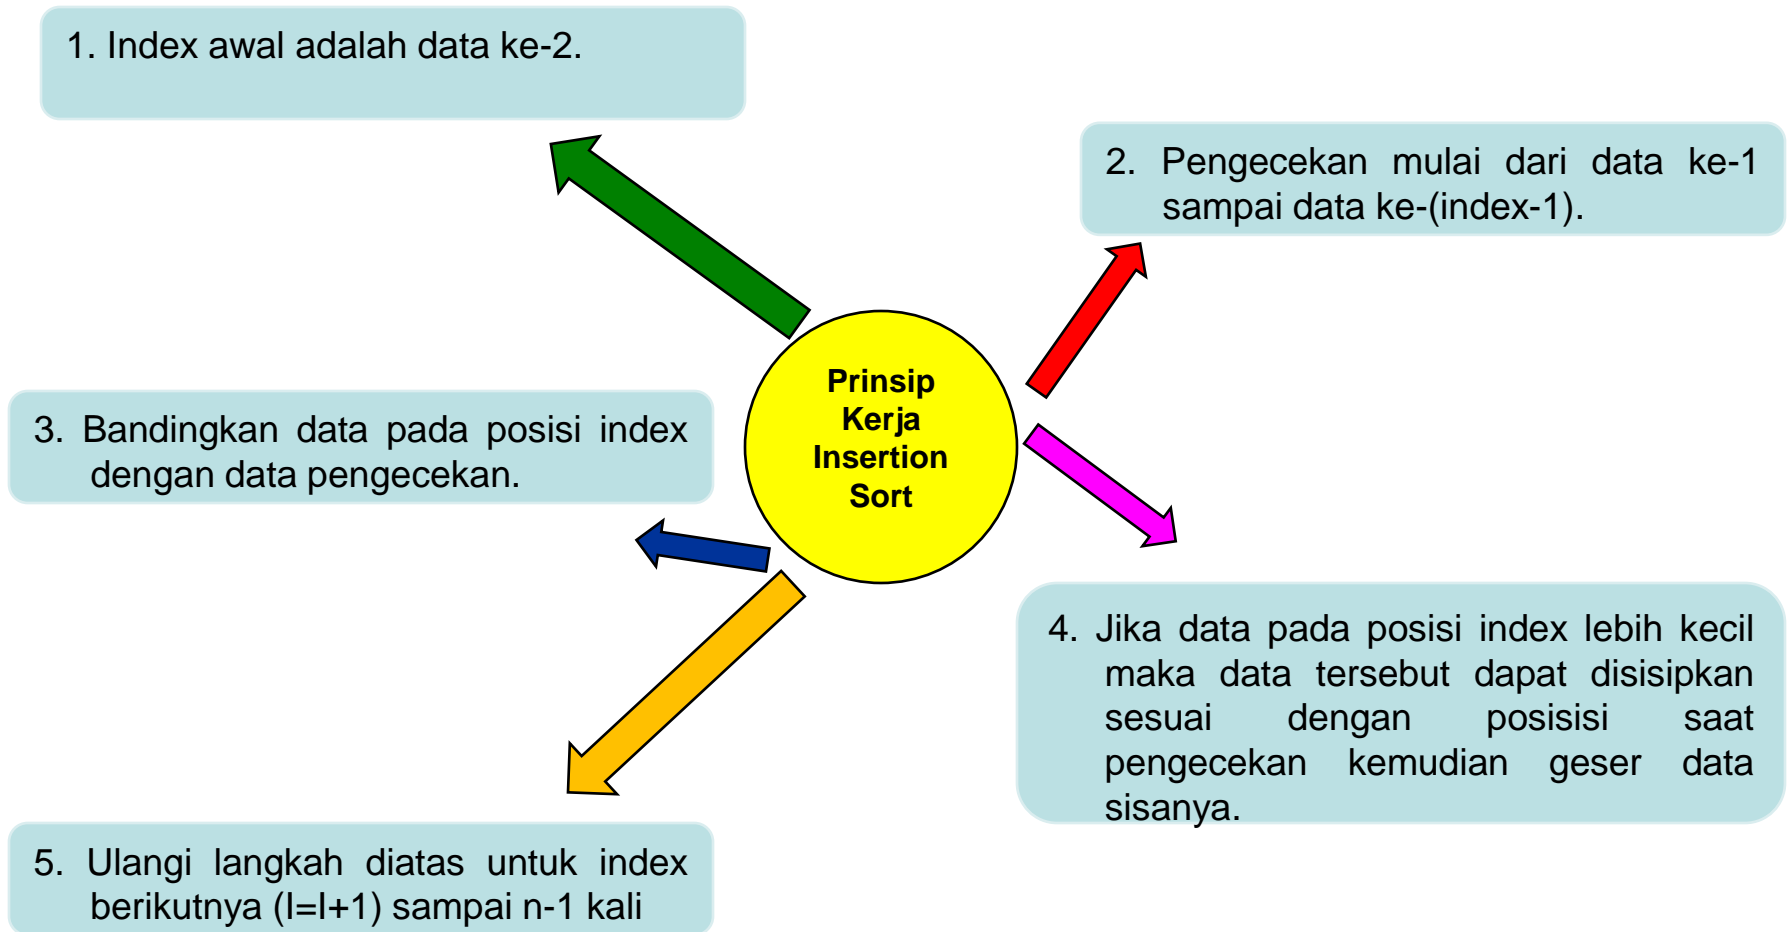 1. Index awal adalah data ke-2.
2. Pengecekan mulai dari data ke-1
sampai data ke-(index-1).
Prinsip
Kerja
Insertion
Sort
3. Bandingkan data pada posisi index
dengan data pengecekan.
4. Jika data pada posisi index lebih kecil
maka data tersebut dapat disisipkan
sesuai dengan posisisi saat
pengecekan kemudian geser data
sisanya.
5. Ulangi langkah diatas untuk index
berikutnya (I=I+1) sampai n-1 kali